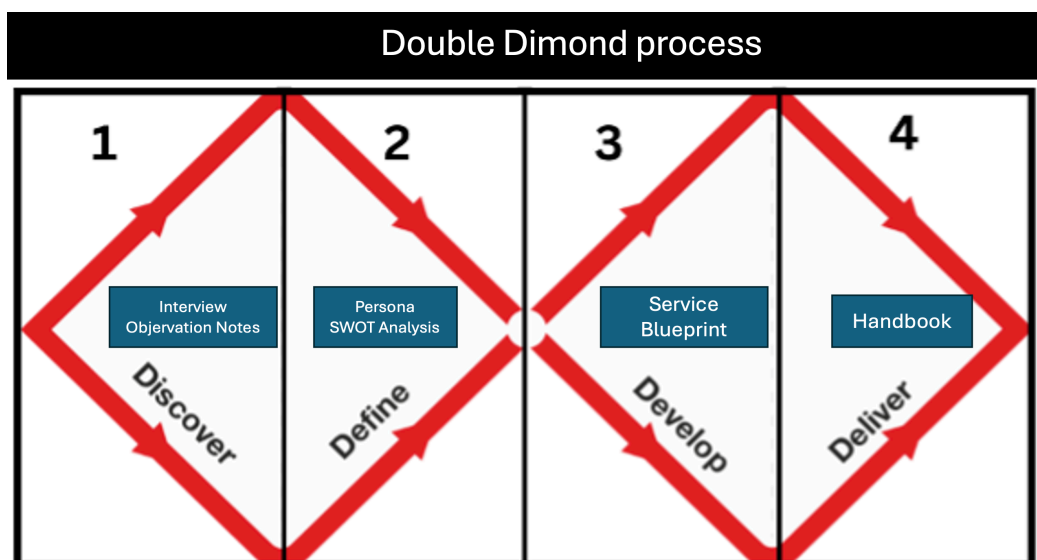 Double Dimond process
1
2
3
4
Interview
Objervation Notes
Persona
SWOT Analysis
Service
Blueprint
Handbook
Discover
Define
Develop
Deliver